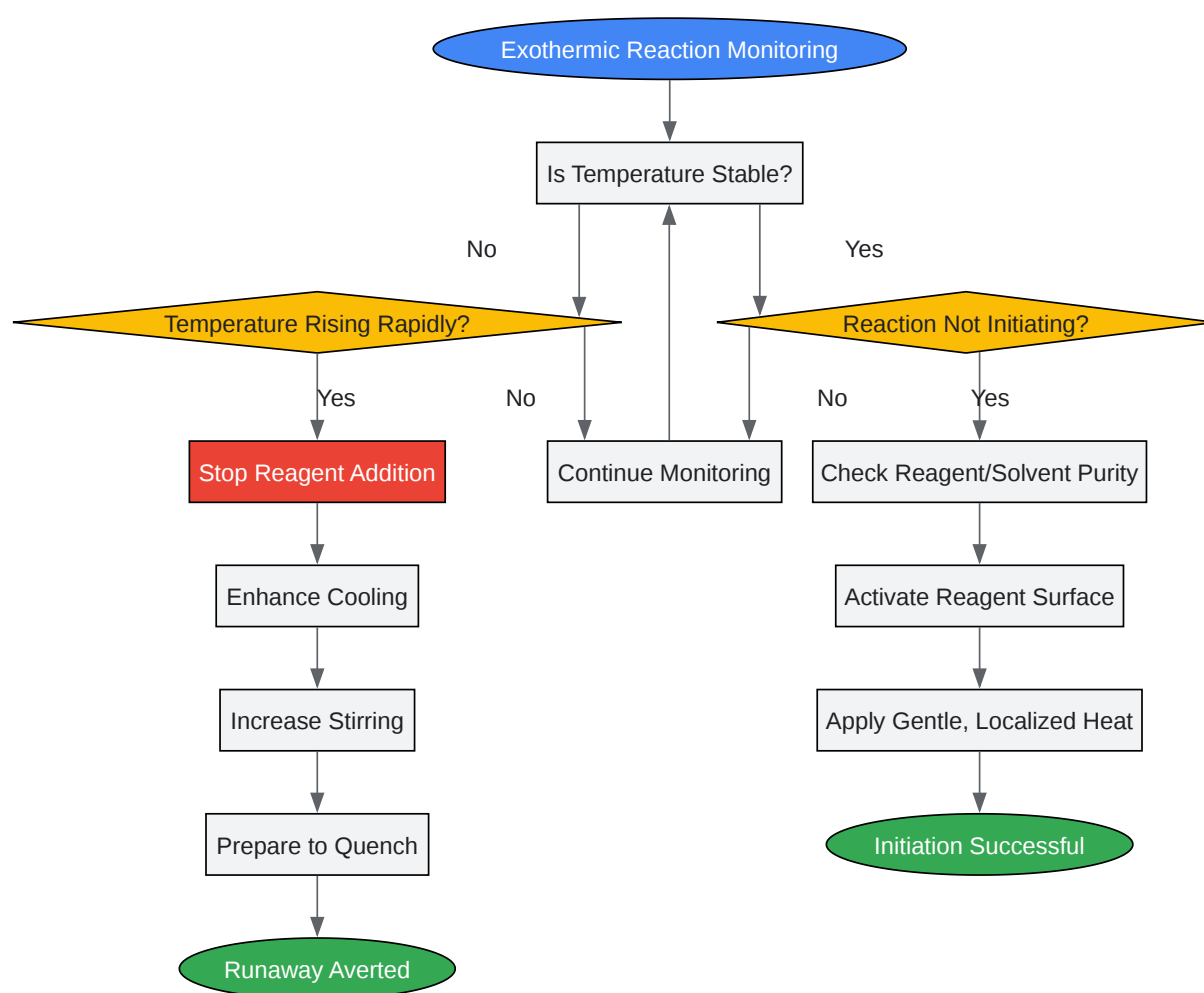 Exothermic Reaction Monitoring
Is Temperature Stable?
No
Yes
Temperature Rising Rapidly?
Reaction Not Initiating?
Yes
No
No
Yes
Stop Reagent Addition
Continue Monitoring
Check Reagent/Solvent Purity
Enhance Cooling
Activate Reagent Surface
Increase Stirring
Apply Gentle, Localized Heat
Prepare to Quench
Initiation Successful
Runaway Averted